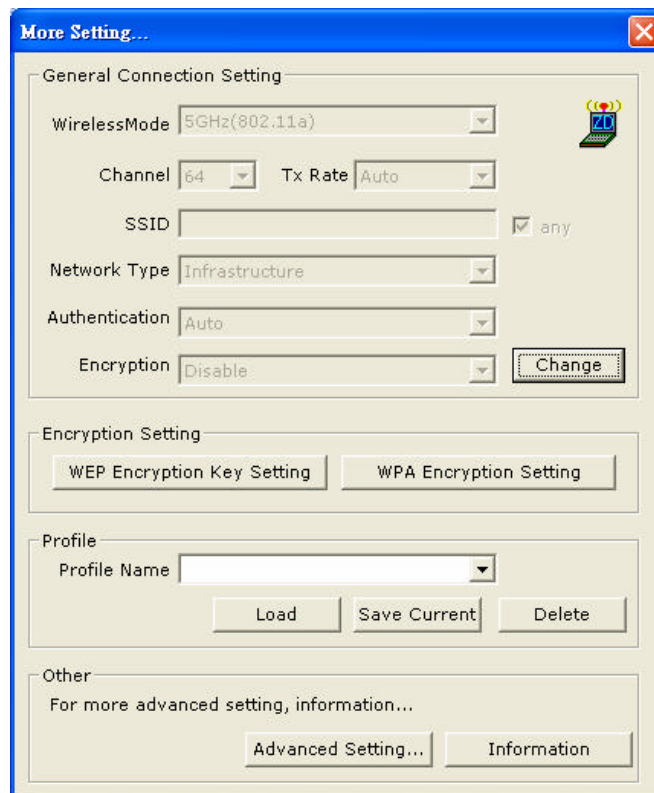 More Setting...
General Connection Setting
WirelessMode 5GHz(802.11a)
ZD
Channel 64 Tx Rate Auto
SSID any
Network Type Infrastructure
Authentication Auto
Encryption Disable Change
Encryption Setting
WEP Encryption Key Setting WPA Encryption Setting
Profile
Profile Name
Load Save Current Delete
Other
For more advanced setting, information...
Advanced Setting... Information